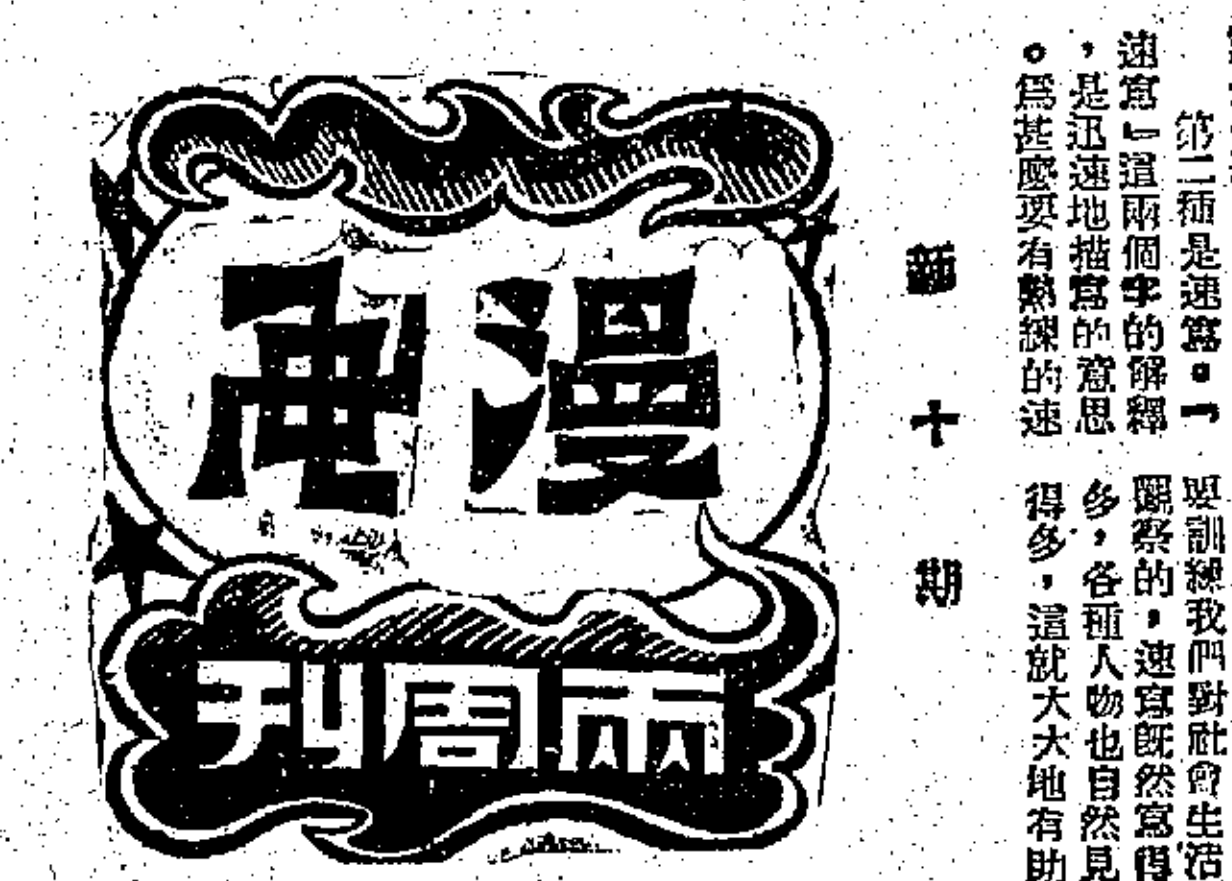 第二種是速寫。「
速寫」這兩個字的解釋
，是迅速地描寫的意思
。爲甚麼要有熟練的速
要訓練我們對社會生活
觀察的，速寫既然寫得
多，各種人物也自然見
得多，這就大大地有助
十期
漫画
兩周刊